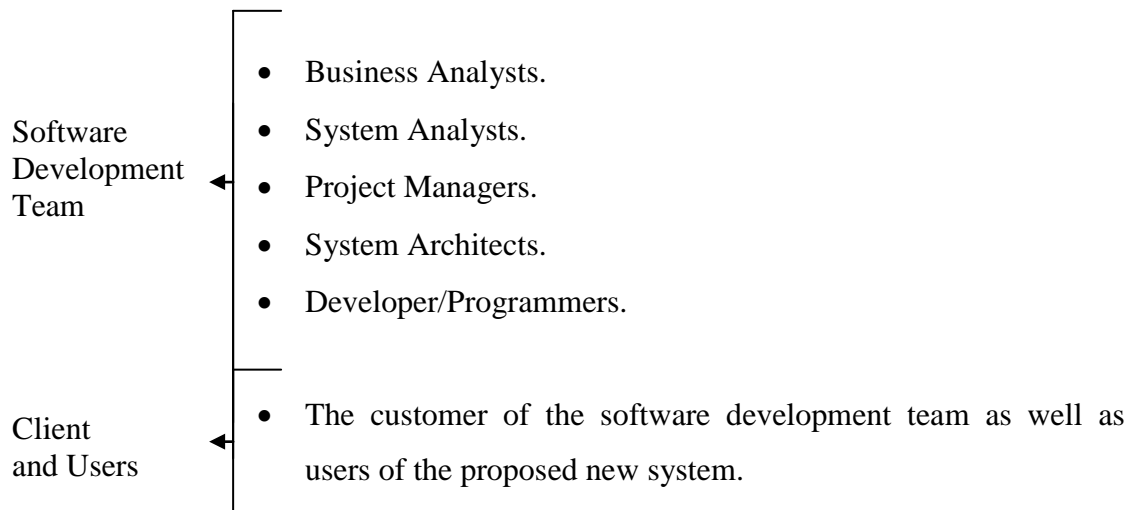 Software
Development
Team
• Business Analysts.
• System Analysts.
• Project Managers.
• System Architects.
• Developer/Programmers.
Client
and Users
• The customer of the software development team as well as
users of the proposed new system.